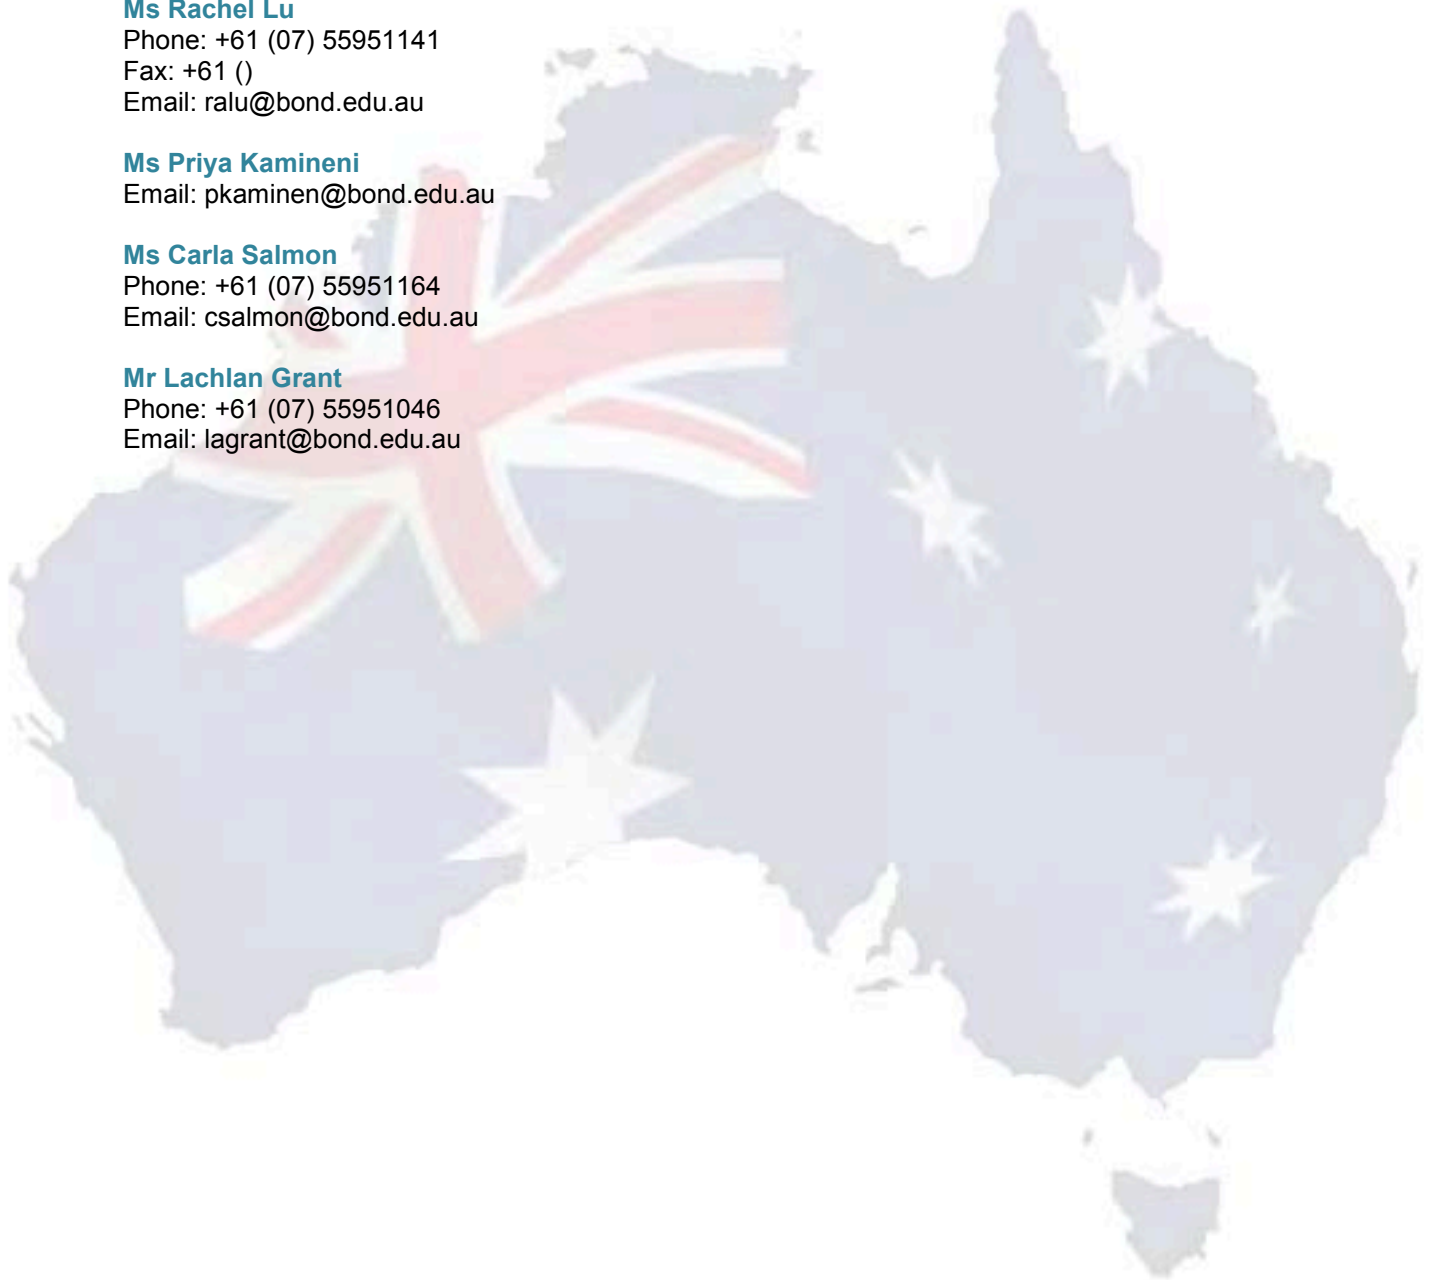 Ms Rachel Lu
Phone: +61 (07) 55951141
Fax: +61 ()
Email: ralu@bond.edu.au
Ms Priya Kamineni
Email: pkaminen@bond.edu.au
Ms Carla Salmon
Phone: +61 (07) 55951164
Email: csalmon@bond.edu.au
Mr Lachlan Grant
Phone: +61 (07) 55951046
Email: lagrant@bond.edu.au